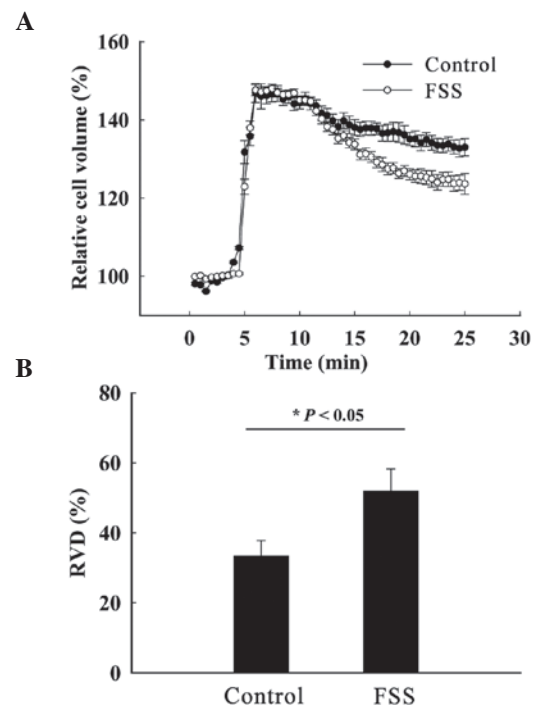 A
160
140
120
100
Relative cell volume (%)
Control
FSS
0 5 10 15 20 25 30
Time (min)
B
80
60
40
20
0
RVD (%)
* P < 0.05
Control FSS